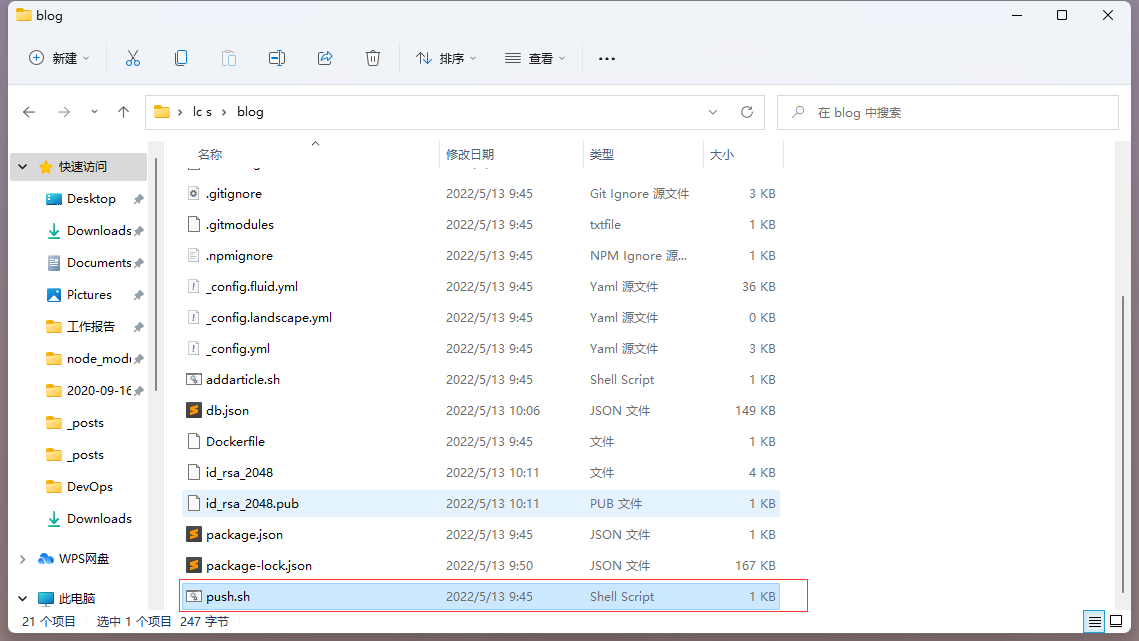 blog
新建
排序
查看
lc s
blog
在 blog 中搜索
快速访问
Desktop
Downloads
Documents
Pictures
工作报告
node_modu
2020-09-16
_posts
_posts
DevOps
Downloads
WPS网盘
此电脑
名称 修改日期 类型 大小
.gitignore 2022/5/13 9:45 Git Ignore 源文件 3 KB
.gitmodules 2022/5/13 9:45 txtfile 1 KB
.npmignore 2022/5/13 9:45 NPM Ignore 源... 1 KB
_config.fluid.yml 2022/5/13 9:45 Yaml 源文件 36 KB
_config.landscape.yml 2022/5/13 9:45 Yaml 源文件 0 KB
_config.yml 2022/5/13 9:45 Yaml 源文件 3 KB
addarticle.sh 2022/5/13 9:45 Shell Script 1 KB
db.json 2022/5/13 10:06 JSON 文件 149 KB
Dockerfile 2022/5/13 9:45 文件 1 KB
id_rsa_2048 2022/5/13 10:11 文件 4 KB
id_rsa_2048.pub 2022/5/13 10:11 PUB 文件 1 KB
package.json 2022/5/13 9:45 JSON 文件 1 KB
package-lock.json 2022/5/13 9:50 JSON 文件 167 KB
push.sh 2022/5/13 9:45 Shell Script 1 KB
21 个项目 选中 1 个项目 247 字节